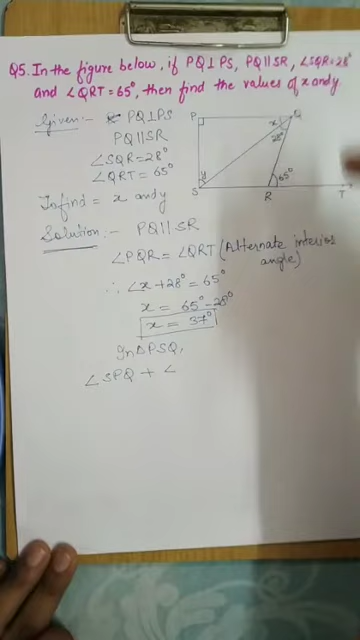 Q5. In the figure below, if PQ⊥PS, PQ||SR, ∠SQR=28°
and ∠QRT=65°, then find the values of x and y.
Given:- PQ⊥PS
PQ||SR
∠SQR=28°
∠QRT=65°
To find = x and y
Solution:- PQ||SR
∠PQR=∠QRT (Alternate interior
angle)
∴ ∠x+28°=65°
x = 65°-28°
x = 37°
In ΔPSQ,
∠SPQ + ∠
P
x
Q
28°
y
65°
S
R
T